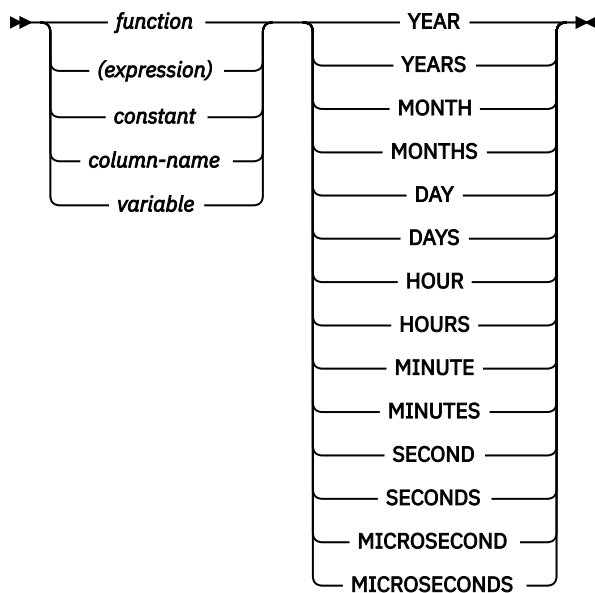 function YEAR
(expression) YEARS
constant MONTH
column-name MONTHS
variable DAY
DAYS
HOUR
HOURS
MINUTE
MINUTES
SECOND
SECONDS
MICROSECOND
MICROSECONDS